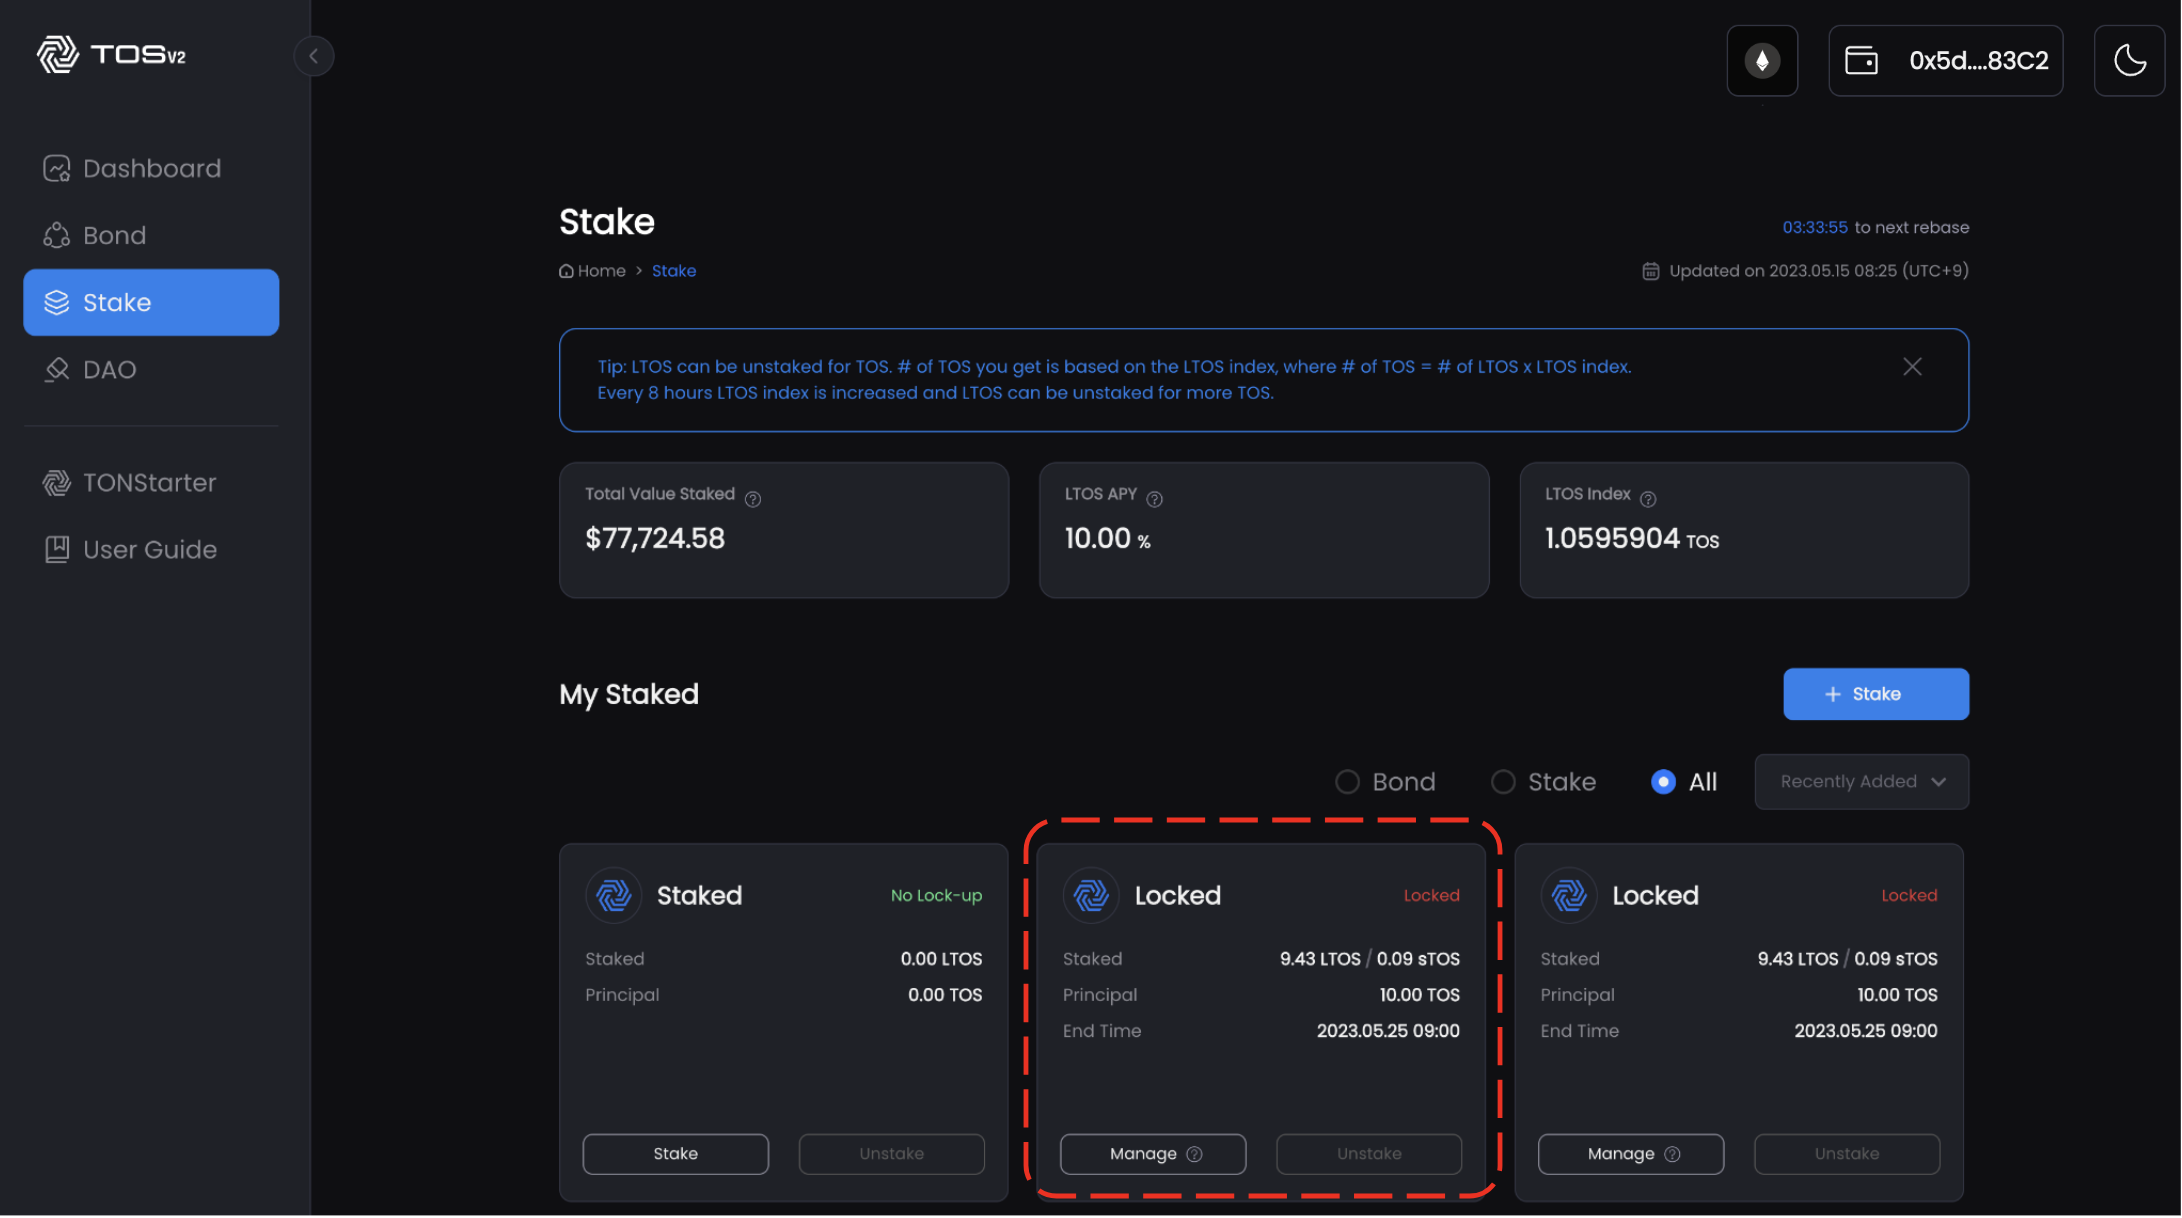 TOSV2
0x5d....83C2
Dashboard
Bond
Stake
DAO
TONStarter
User Guide
Stake
03:33:55 to next rebase
Home > Stake
Updated on 2023.05.15 08:25 (UTC+9)
Tip: LTOS can be unstaked for TOS. # of TOS you get is based on the LTOS index, where # of TOS = # of LTOS x LTOS index.
Every 8 hours LTOS index is increased and LTOS can be unstaked for more TOS.
Total Value Staked ?
$77,724.58
LTOS APY ?
10.00 %
LTOS Index ?
1.0595904 TOS
My Staked
+ Stake
Bond
Stake
All
Recently Added
Staked
No Lock-up
Staked
0.00 LTOS
Principal
0.00 TOS
Stake
Unstake
Locked
Locked
Staked
9.43 LTOS / 0.09 sTOS
Principal
10.00 TOS
End Time
2023.05.25 09:00
Manage ?
Unstake
Locked
Locked
Staked
9.43 LTOS / 0.09 sTOS
Principal
10.00 TOS
End Time
2023.05.25 09:00
Manage ?
Unstake